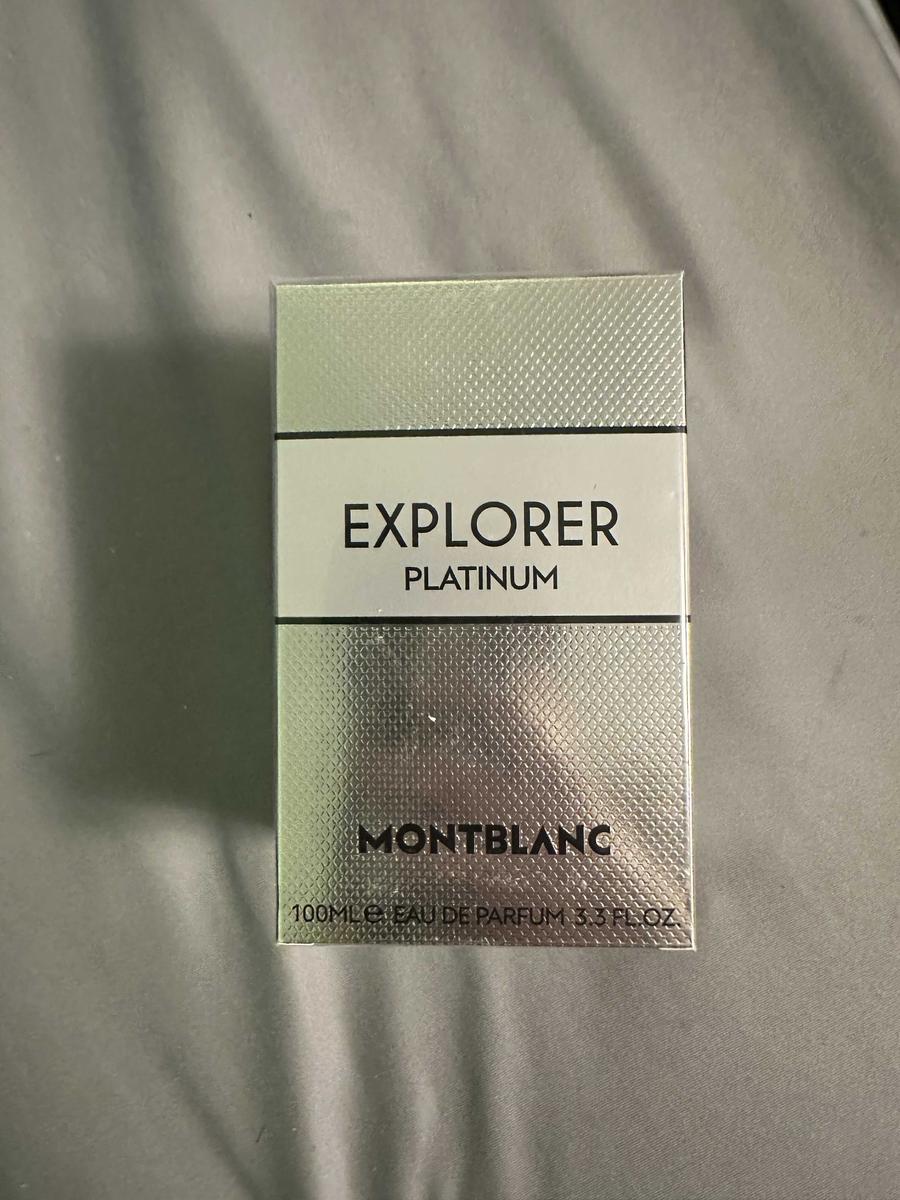 EXPLORER
PLATINUM
MONTBLANC
100ML e EAU DE PARFUM 3.3 FL.OZ.